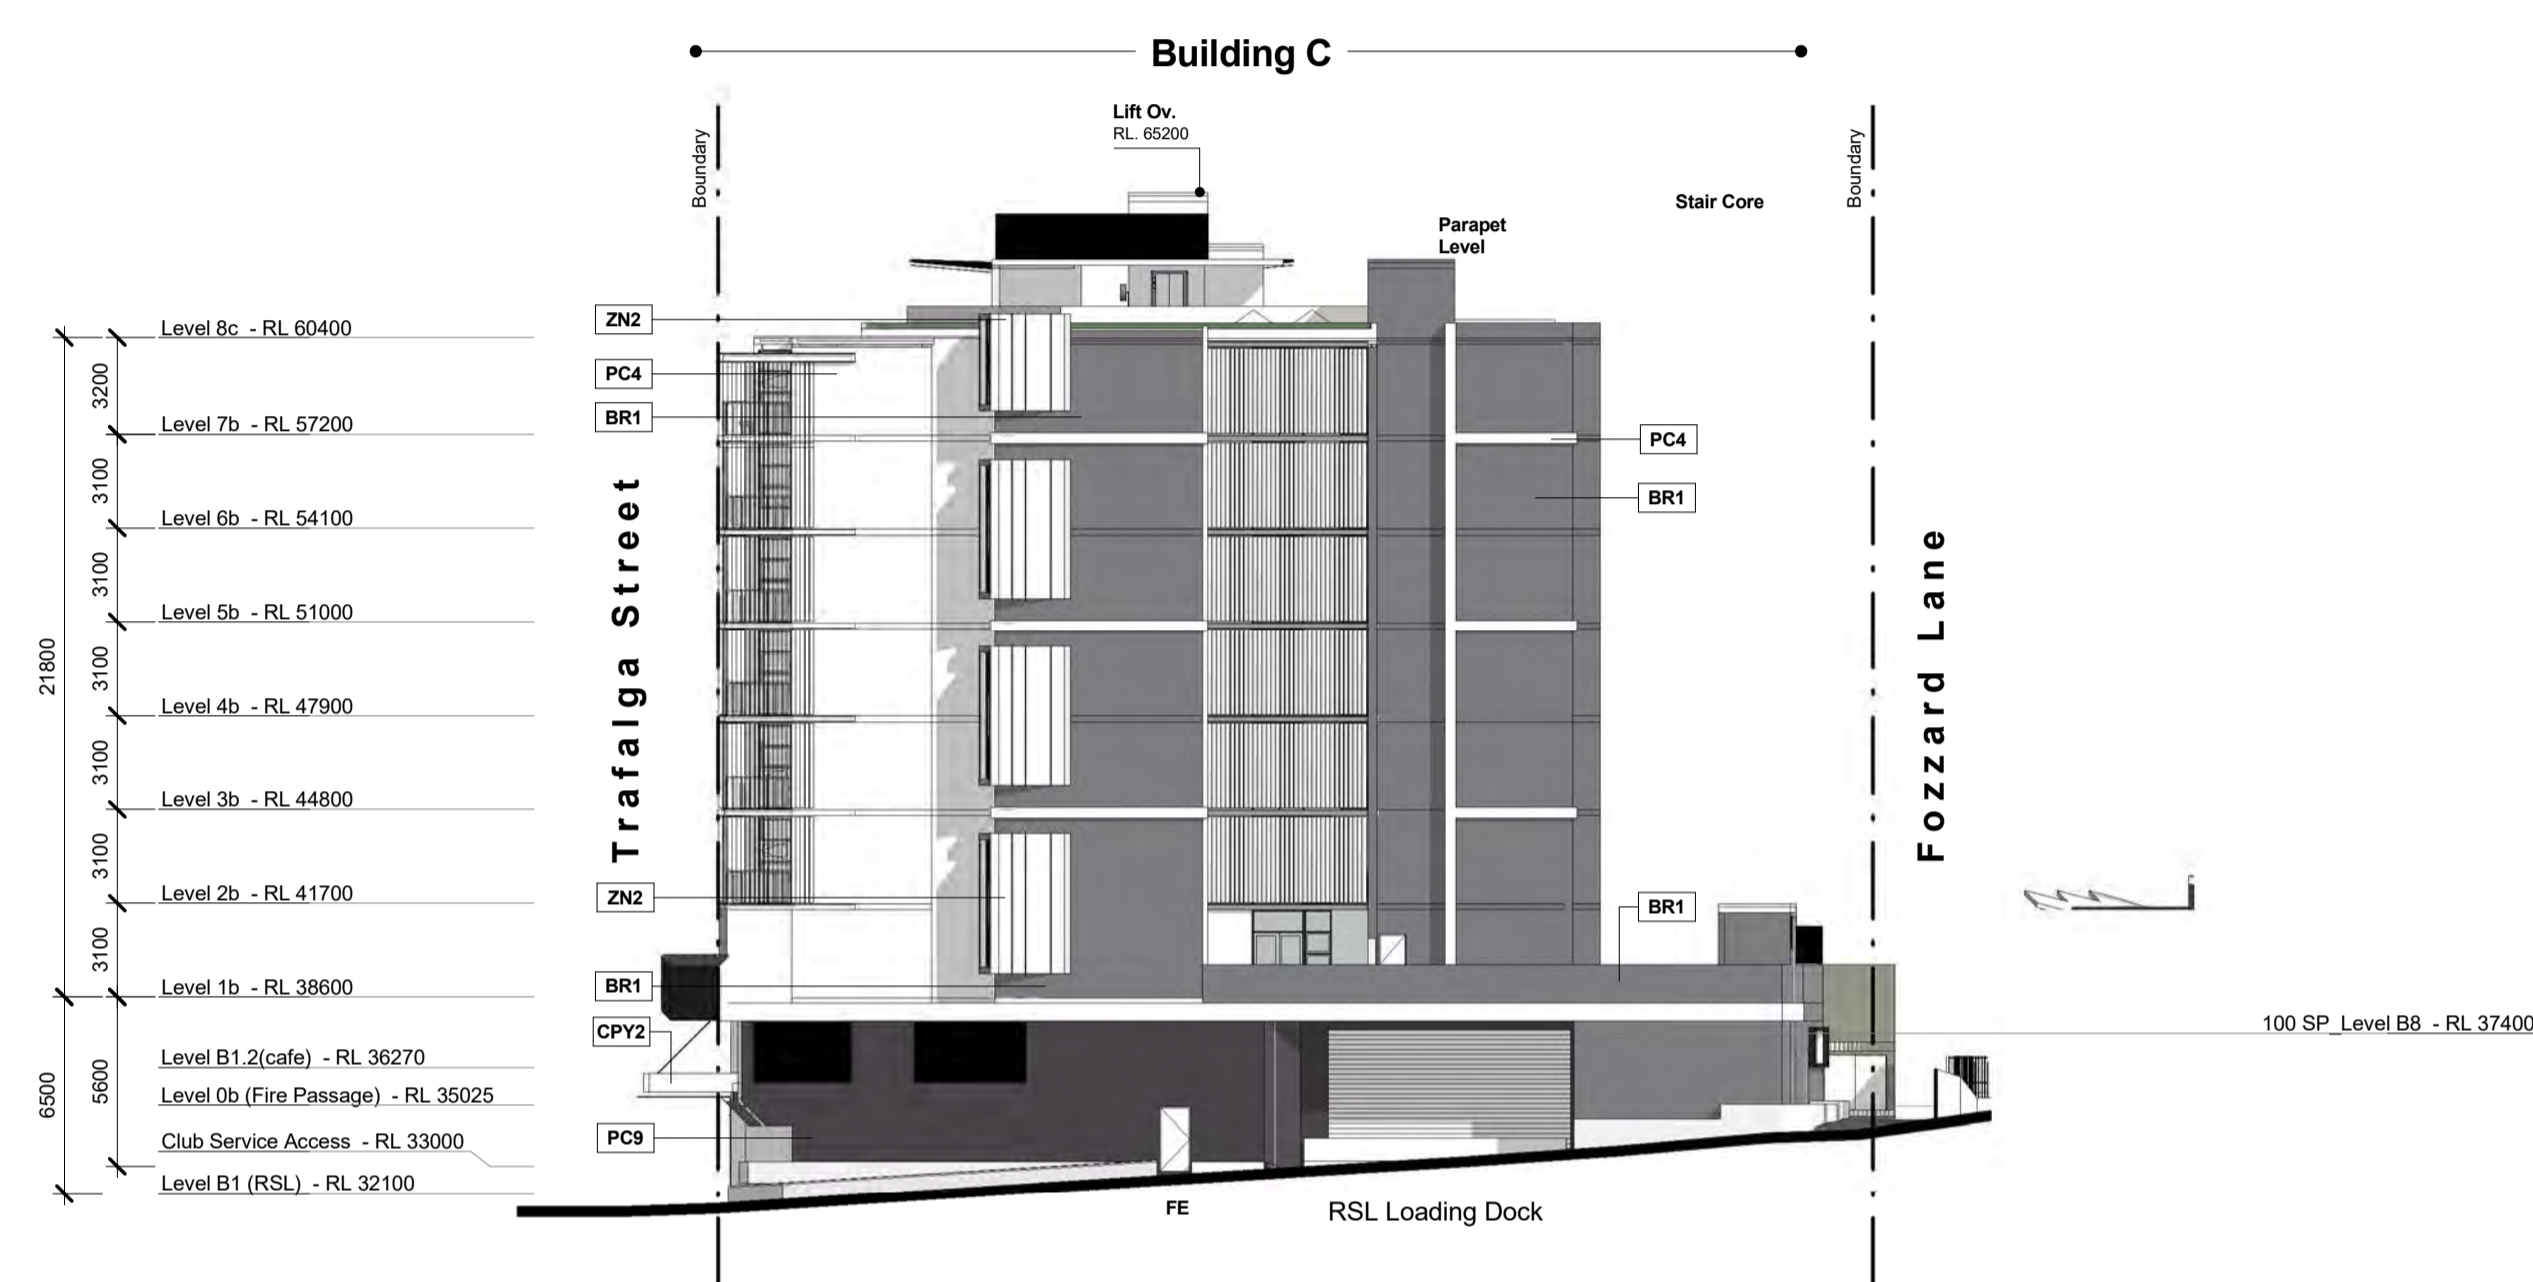 Building C
Boundary
Lift Ov.
RL. 65200
Boundary
Stair Core
Parapet
Level
Level 8c - RL 60400
ZN2
3200
PC4
BR1
Level 7b - RL 57200
PC4
3100
BR1
Level 6b - RL 54100
3100
Level 5b - RL 51000
Trafalga Street
Fozzard Lane
21800
3100
Level 4b - RL 47900
3100
Level 3b - RL 44800
3100
Level 2b - RL 41700
ZN2
BR1
3100
Level 1b - RL 38600
BR1
CPY2
100 SP_Level B8 - RL 37400
Level B1.2(cafe) - RL 36270
6500
5600
Level 0b (Fire Passage) - RL 35025
Club Service Access - RL 33000
PC9
Level B1 (RSL) - RL 32100
FE
RSL Loading Dock